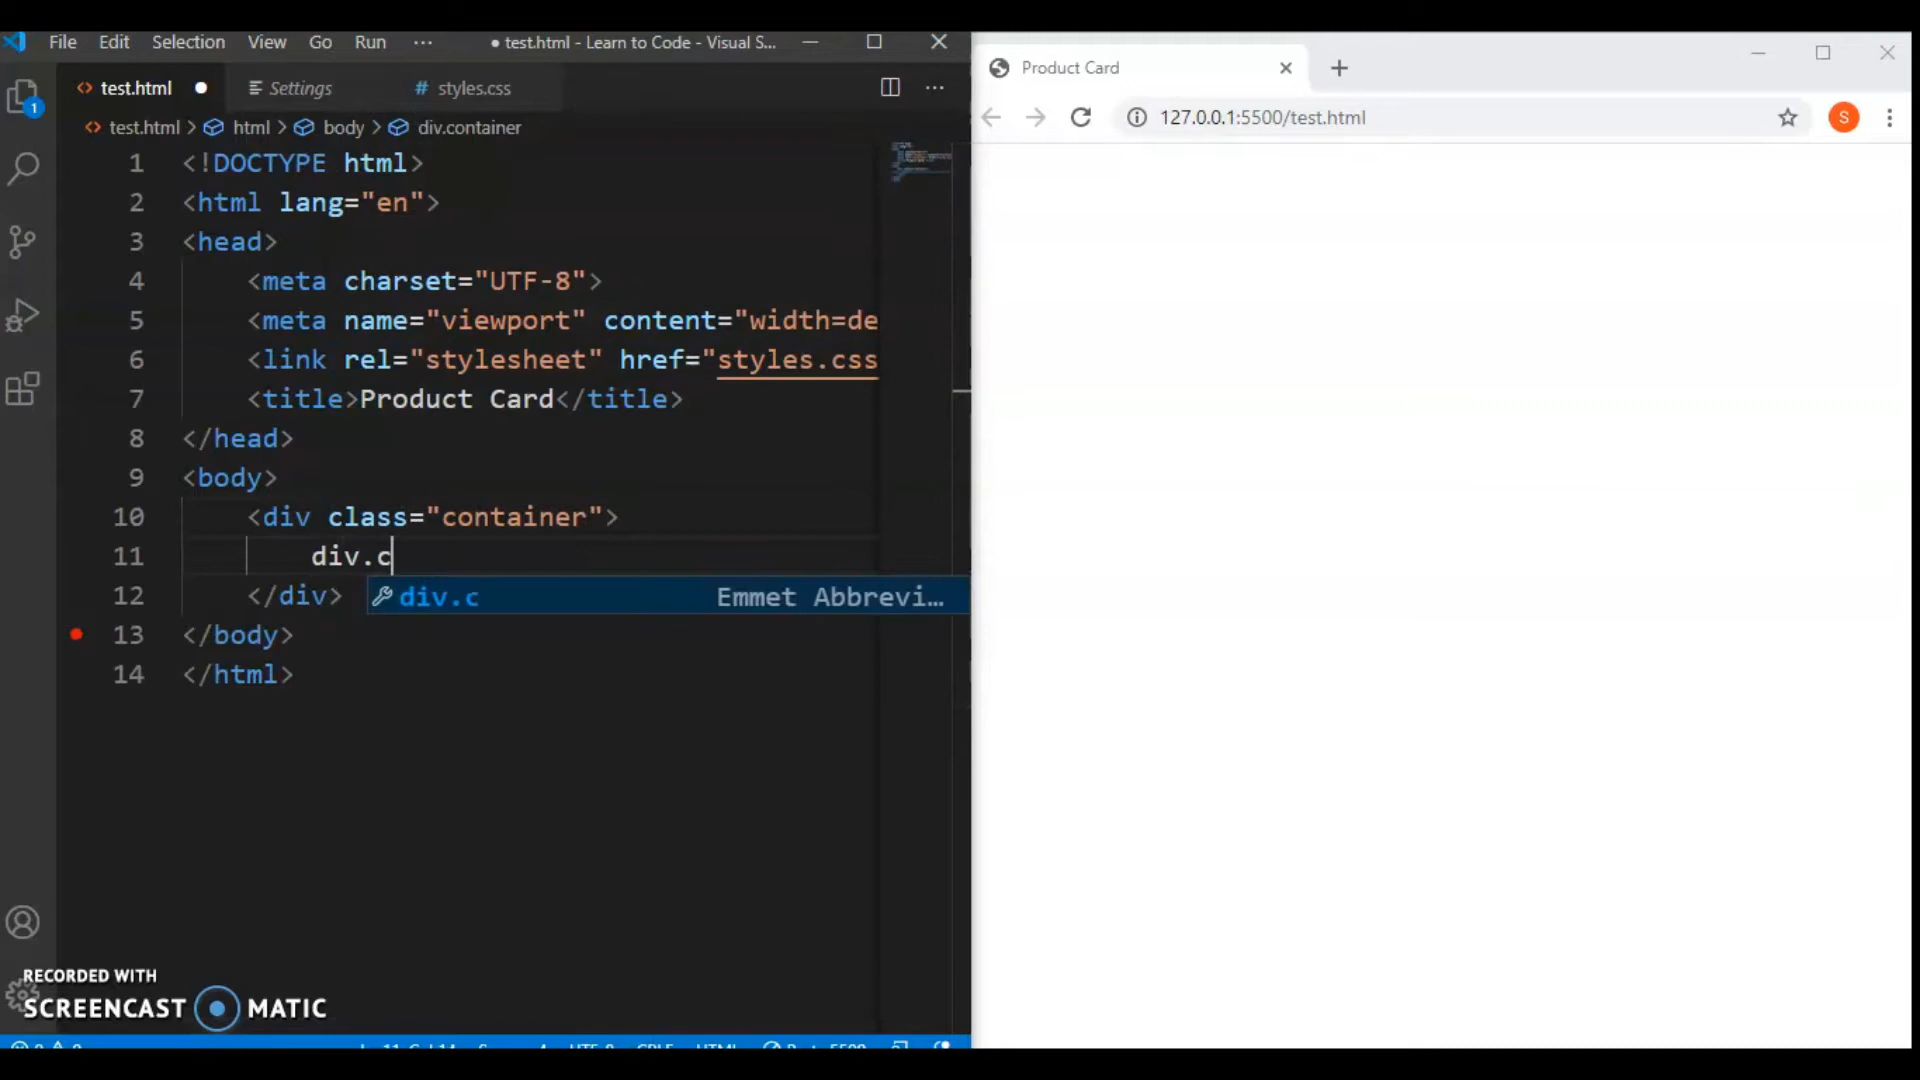 File Edit Selection View Go Run ··· ● test.html - Learn to Code - Visual S...
test.html Settings # styles.css ···
test.html > html > body > div.container
1 <!DOCTYPE html>
2 <html lang="en">
3 <head>
4 <meta charset="UTF-8">
5 <meta name="viewport" content="width=de
6 <link rel="stylesheet" href="styles.css
7 <title>Product Card</title>
8 </head>
9 <body>
10 <div class="container">
11 div.c
12 </div>
div.c Emmet Abbrevi...
13 </body>
14 </html>
1
RECORDED WITH
SCREENCAST MATIC
Product Card
127.0.0.1:5500/test.html
S